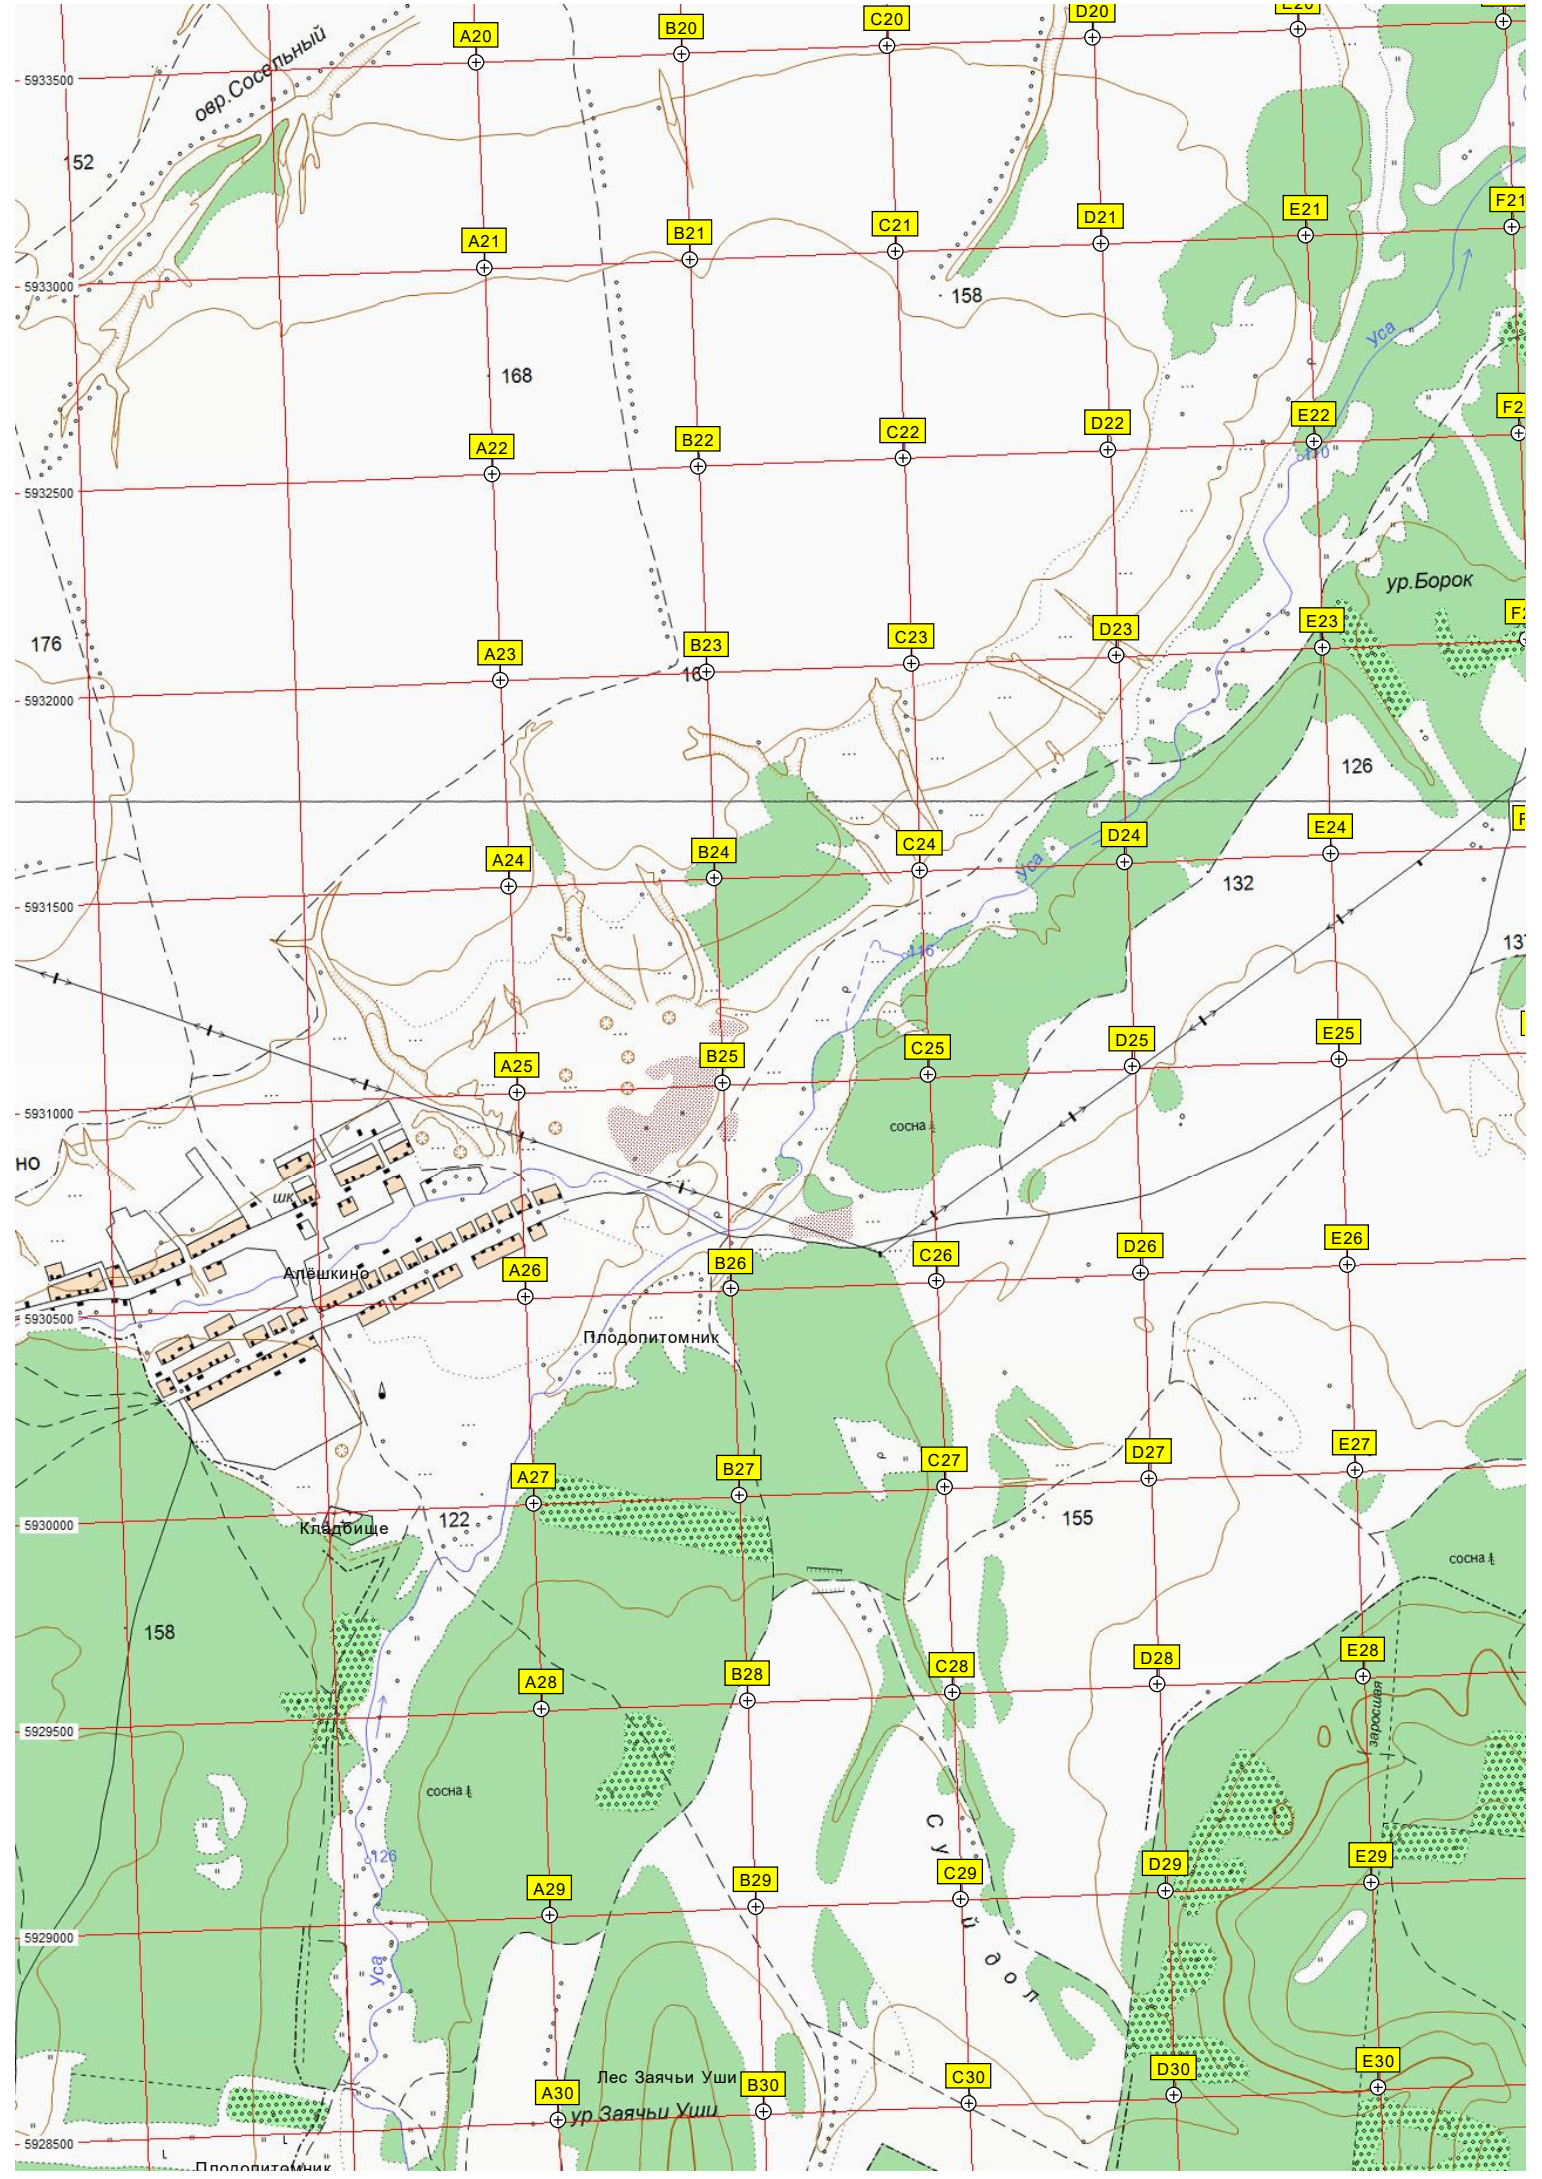 E20
D20
C20
B20
A20
овр.Сосельный
5933500
152
F21
E21
D21
C21
B21
A21
5933000
158
Уса
168
E22
D22
C22
B22
A22
110
5932500
ур.Борок
E23
D23
C23
B23
A23
176
5932000
126
E24
D24
C24
B24
A24
Уса
132
5931500
116
E25
D25
C25
B25
A25
5931000
сосна
но
шк.
E26
D26
C26
B26
A26
Алёшкино
5930500
Плодопитомник
E27
D27
C27
B27
A27
122
155
5930000
Кладбище
сосна
158
E28
D28
C28
B28
A28
заросшая
5929500
сосна
Сухой дол
126
E29
D29
C29
B29
A29
5929000
Уса
E30
D30
C30
B30
A30
Лес Заячьи Уши
ур Заячьи Уши
5928500
Плодопитомник